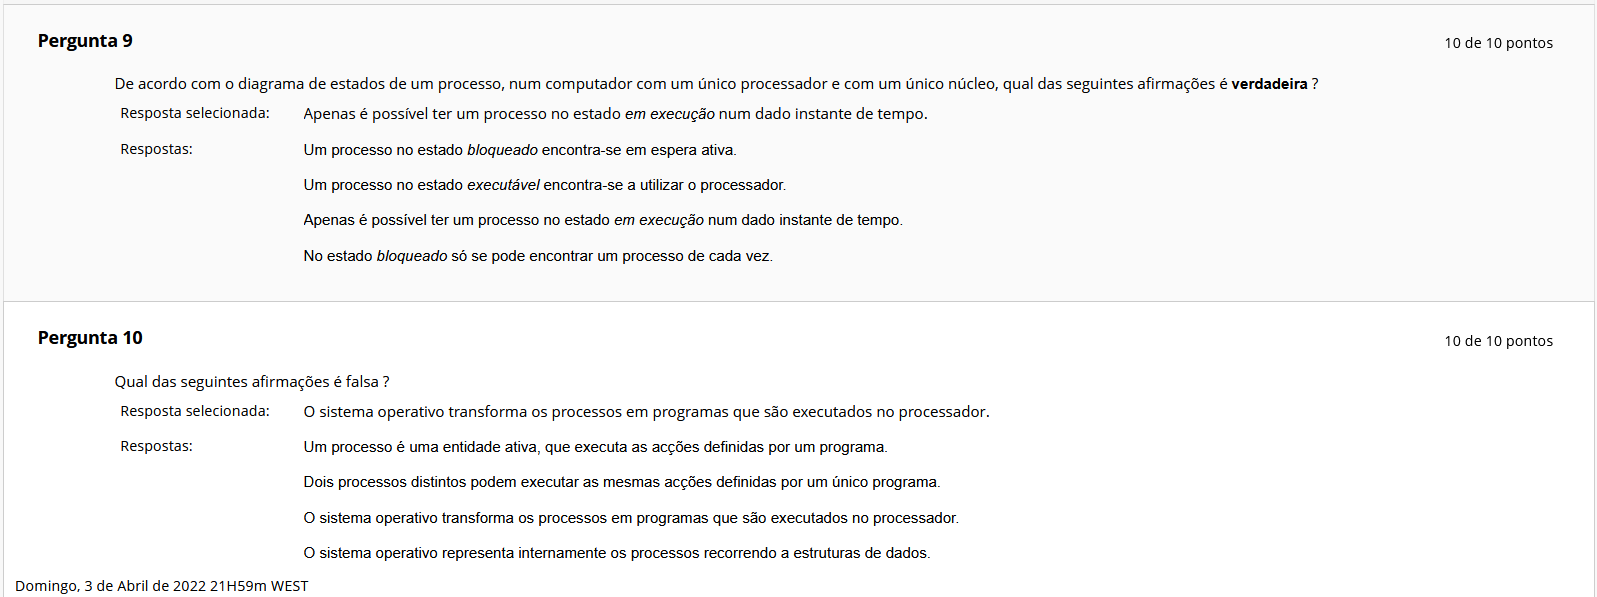 Pergunta 9
10 de 10 pontos
De acordo com o diagrama de estados de um processo, num computador com um único processador e com um único núcleo, qual das seguintes afirmações é verdadeira ?
Resposta selecionada: Apenas é possível ter um processo no estado em execução num dado instante de tempo.
Respostas: Um processo no estado bloqueado encontra-se em espera ativa.
Um processo no estado executável encontra-se a utilizar o processador.
Apenas é possível ter um processo no estado em execução num dado instante de tempo.
No estado bloqueado só se pode encontrar um processo de cada vez.
Pergunta 10
10 de 10 pontos
Qual das seguintes afirmações é falsa ?
Resposta selecionada: O sistema operativo transforma os processos em programas que são executados no processador.
Respostas: Um processo é uma entidade ativa, que executa as acções definidas por um programa.
Dois processos distintos podem executar as mesmas acções definidas por um único programa.
O sistema operativo transforma os processos em programas que são executados no processador.
O sistema operativo representa internamente os processos recorrendo a estruturas de dados.
Domingo, 3 de Abril de 2022 21H59m WEST